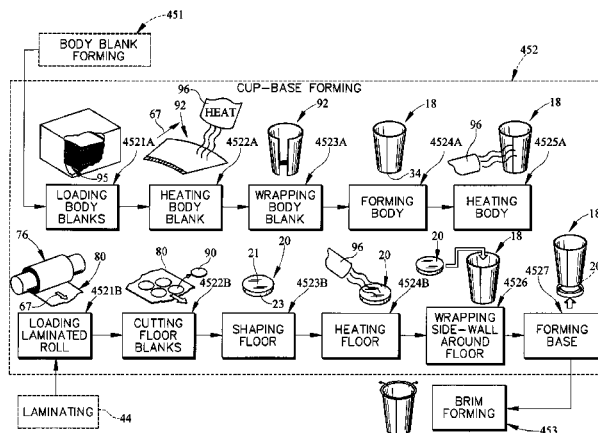 451
BODY BLANK
FORMING
452
CUP-BASE FORMING
96
67
92
HEAT
92
18
96
18
95
34
4521A
4522A
4523A
4524A
4525A
LOADING
BODY
BLANKS
HEATING
BODY
BLANK
WRAPPING
BODY
BLANK
FORMING
BODY
HEATING
BODY
76
80
67
80
90
21
20
23
96
20
20
18
18
20
4521B
4522B
4523B
4524B
4526
4527
LOADING
LAMINATED
ROLL
CUTTING
FLOOR
BLANKS
SHAPING
FLOOR
HEATING
FLOOR
WRAPPING
SIDE-WALL
AROUND
FLOOR
FORMING
BASE
LAMINATING
44
BRIM
FORMING
453